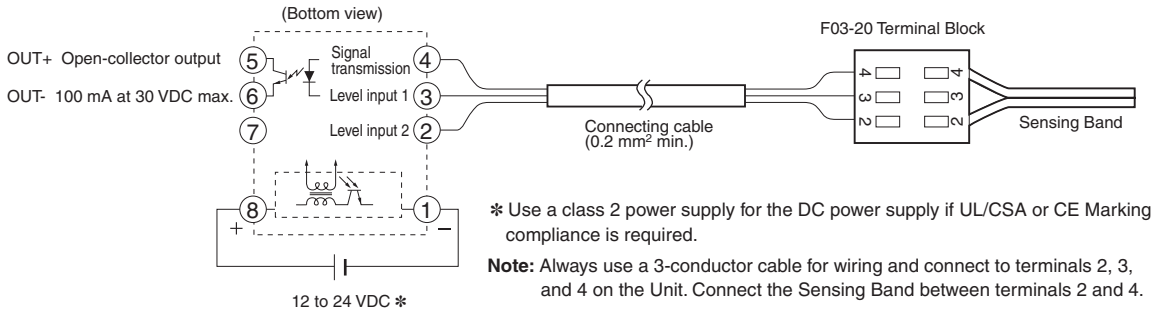 (Bottom view)
F03-20 Terminal Block
OUT+ Open-collector output
5
Signal
transmission
4
OUT- 100 mA at 30 VDC max.
6
Level input 1
3
7
Level input 2
2
Connecting cable
(0.2 mm² min.)
4
4
3
3
2
2
Sensing Band
8
1
+
−
12 to 24 VDC ✻
✻ Use a class 2 power supply for the DC power supply if UL/CSA or CE Marking
compliance is required.
Note: Always use a 3-conductor cable for wiring and connect to terminals 2, 3,
and 4 on the Unit. Connect the Sensing Band between terminals 2 and 4.